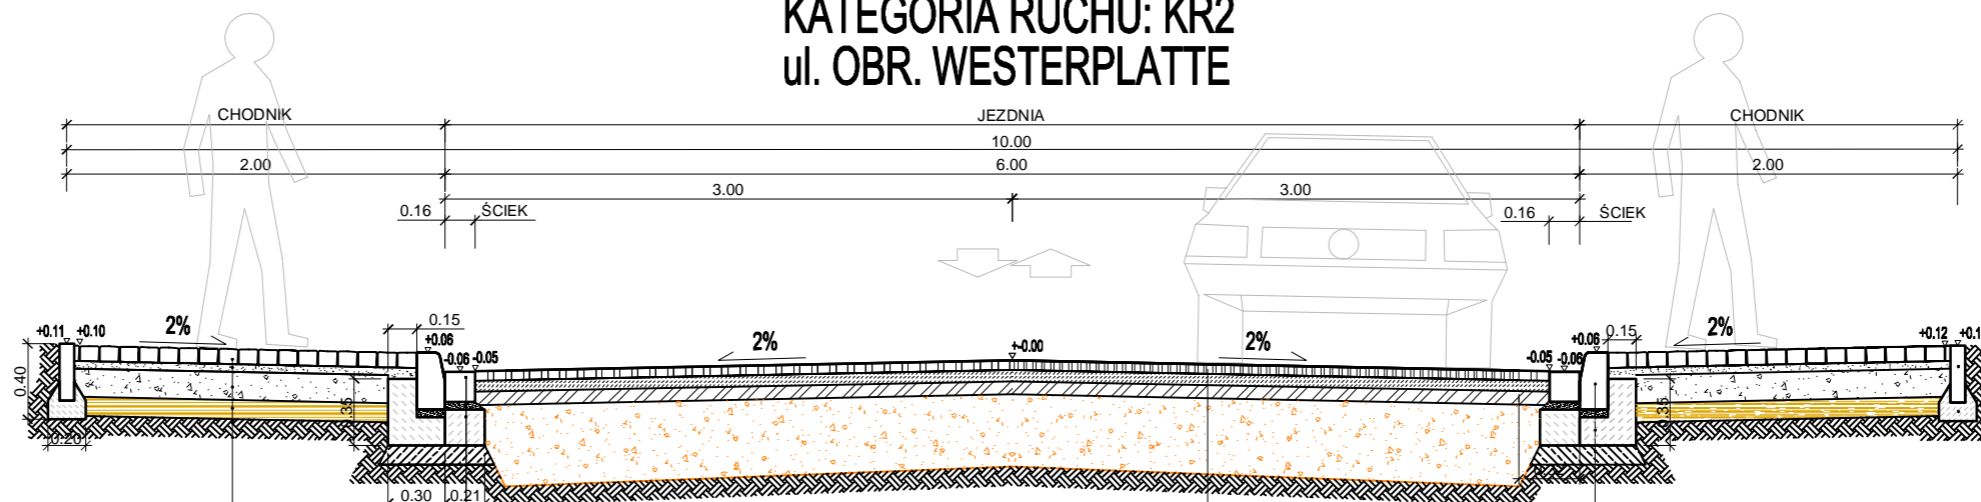 KATEGORIA RUCHU: KR2
ul. OBR. WESTERPLATTE
CHODNIK JEZDNIA CHODNIK
10.00
2.00 6.00 2.00
3.00 3.00
0.16 ŚCIEK 0.16 ŚCIEK
+0.11 +0.10 2% 0.15 +0.06 -0.06 -0.05 2% +-0.00 2% -0.05 -0.06 +0.06 0.15 2% +0.12
0.40 0.35 0.35
0.20
0.30 0.21